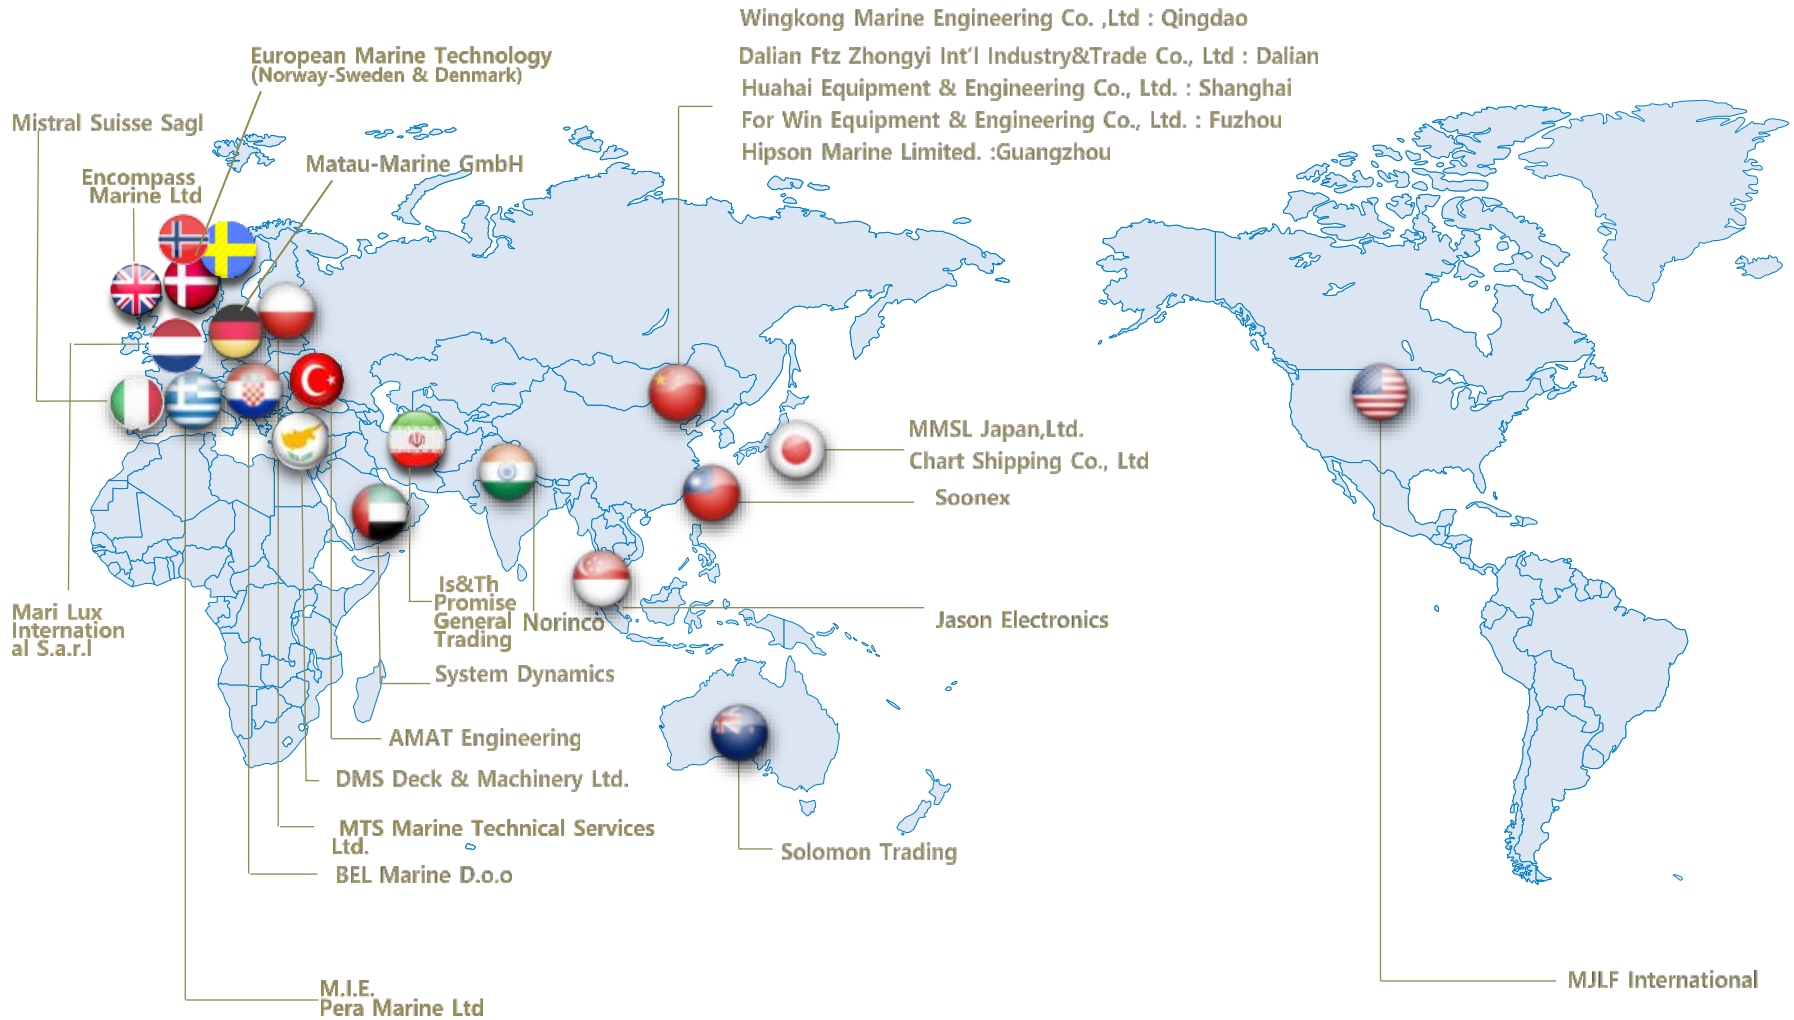 Wingkong Marine Engineering Co. ,Ltd : Qingdao
Dalian Ftz Zhongyi Int'l Industry&Trade Co., Ltd : Dalian
Huahai Equipment & Engineering Co., Ltd. : Shanghai
For Win Equipment & Engineering Co., Ltd. : Fuzhou
Hipson Marine Limited. :Guangzhou
European Marine Technology
(Norway-Sweden & Denmark)
Mistral Suisse Sagl
Matau-Marine GmbH
Encompass
Marine Ltd
MMSL Japan,Ltd.
Chart Shipping Co., Ltd
Soonex
Jason Electronics
Is&Th
Promise
General
Trading
Norinco
Mari Lux
Internation
al S.a.r.l
System Dynamics
AMAT Engineering
DMS Deck & Machinery Ltd.
MTS Marine Technical Services
Ltd.
BEL Marine D.o.o
Solomon Trading
M.I.E.
Pera Marine Ltd
MJLF International